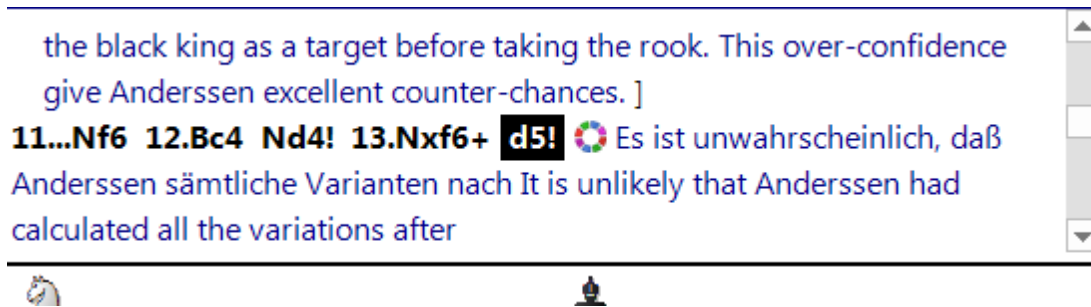 the black king as a target before taking the rook. This over-confidence
give Anderssen excellent counter-chances. ]
11...Nf6 12.Bc4 Nd4! 13.Nxf6+ d5! Es ist unwahrscheinlich, daß
Anderssen sämtliche Varianten nach It is unlikely that Anderssen had
calculated all the variations after